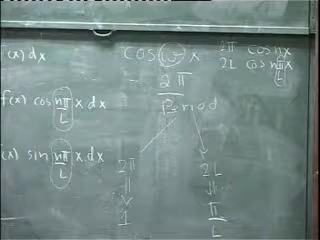 f(x) dx
f(x) cos nπ/L x. dx
(x) sin nπ/L x. dx
cos ω x
2π
Period
2π
⇓
1
2L
⇓
π
L
2π cos nx
2L cos nπ/L x